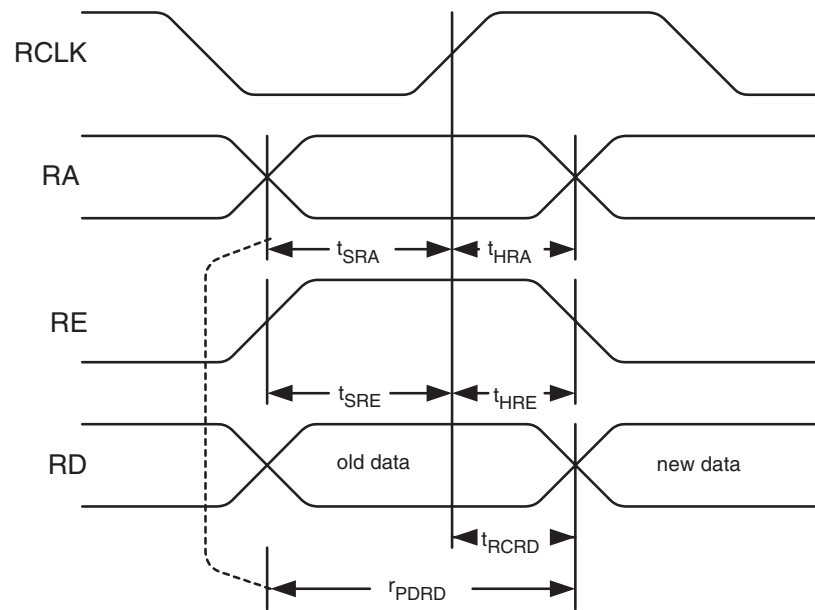 RCLK
RA
tSRA tHRA
RE
tSRE tHRE
RD old data new data
tRCRD
rPDRD